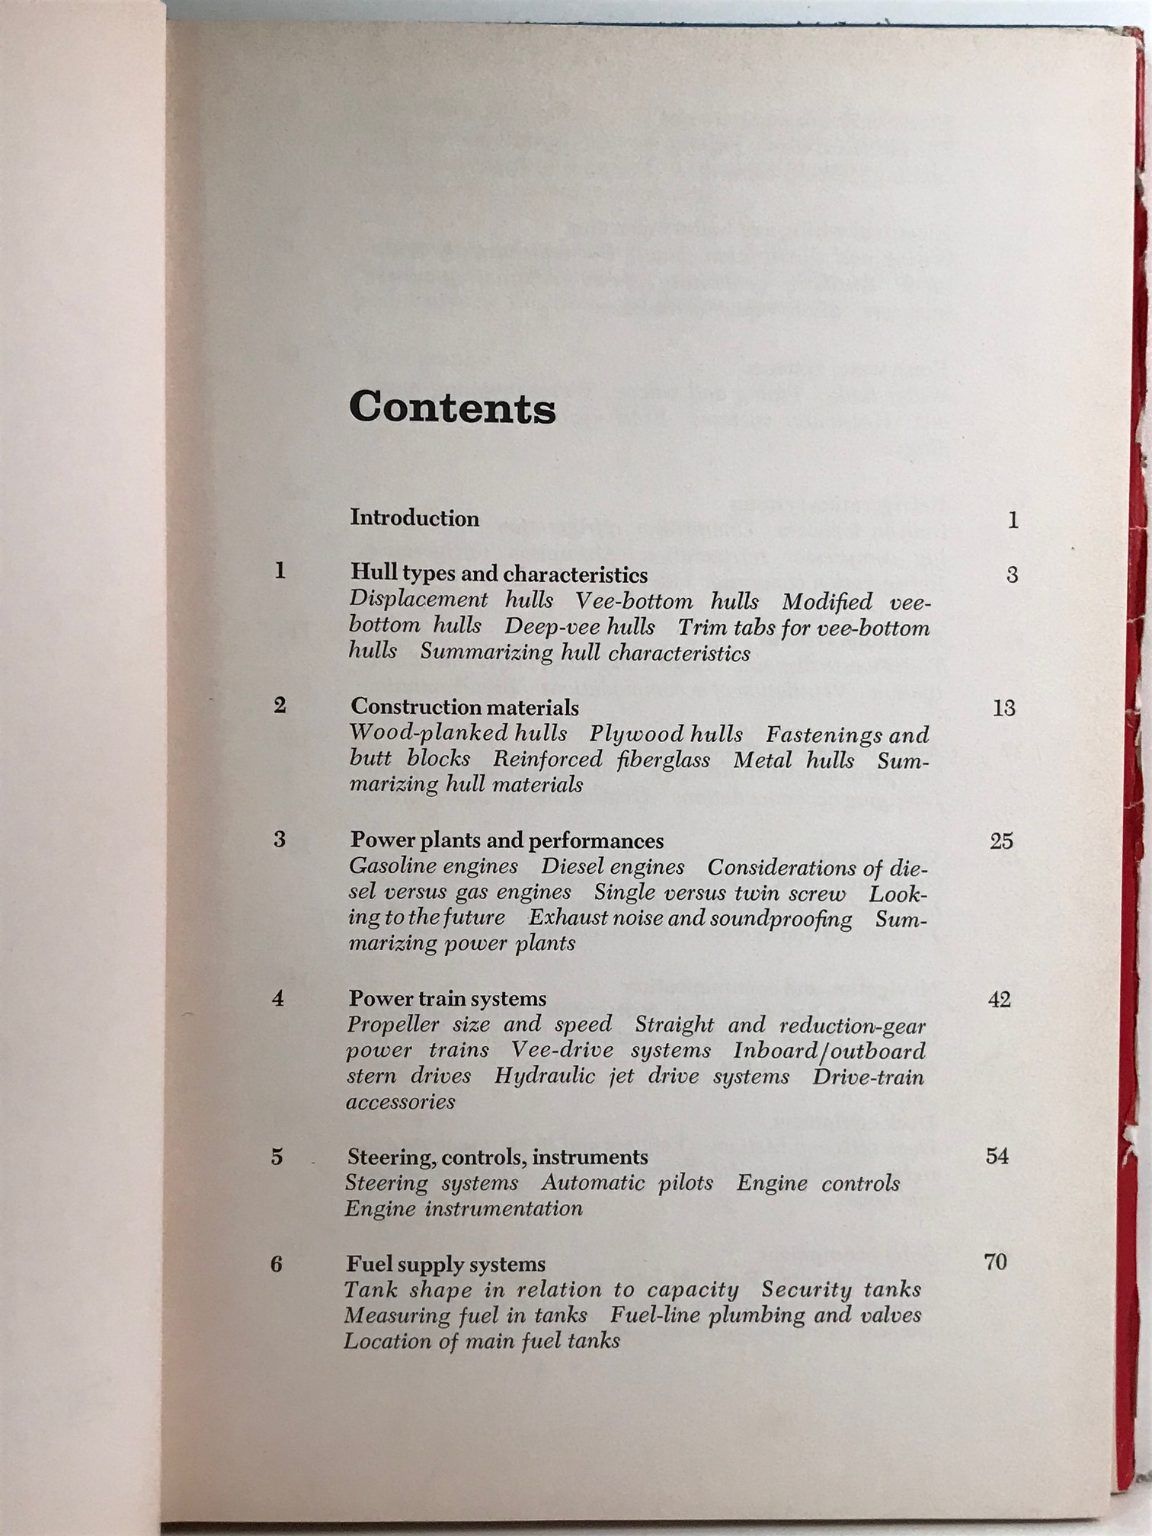 Contents
Introduction 1
1 Hull types and characteristics 3
Displacement hulls Vee-bottom hulls Modified vee-
bottom hulls Deep-vee hulls Trim tabs for vee-bottom
hulls Summarizing hull characteristics
2 Construction materials 13
Wood-planked hulls Plywood hulls Fastenings and
butt blocks Reinforced fiberglass Metal hulls Sum-
marizing hull materials
3 Power plants and performances 25
Gasoline engines Diesel engines Considerations of die-
sel versus gas engines Single versus twin screw Look-
ing to the future Exhaust noise and soundproofing Sum-
marizing power plants
4 Power train systems 42
Propeller size and speed Straight and reduction-gear
power trains Vee-drive systems Inboard/outboard
stern drives Hydraulic jet drive systems Drive-train
accessories
5 Steering, controls, instruments 54
Steering systems Automatic pilots Engine controls
Engine instrumentation
6 Fuel supply systems 70
Tank shape in relation to capacity Security tanks
Measuring fuel in tanks Fuel-line plumbing and valves
Location of main fuel tanks